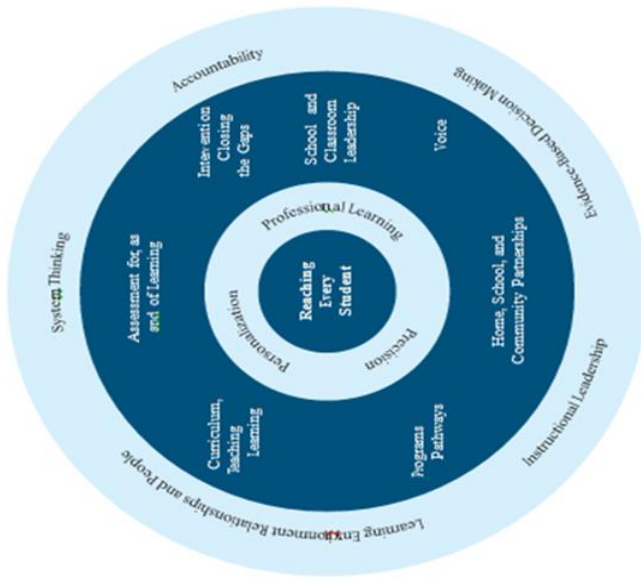 Learning Environment Relationships and People
Programs
Pathways
Curriculum,
Teaching
Learning
Precision
Personalization
Home, School, and
Community Partnerships
Reaching
Every
Student
Assessment for, as
and of Learning
System Thinking
Professional Learning
Instructional Leadership
Voice
School and
Classroom
Leadership
Intervention
Closing
the Gaps
Evidence-Based Decision Making
Accountability